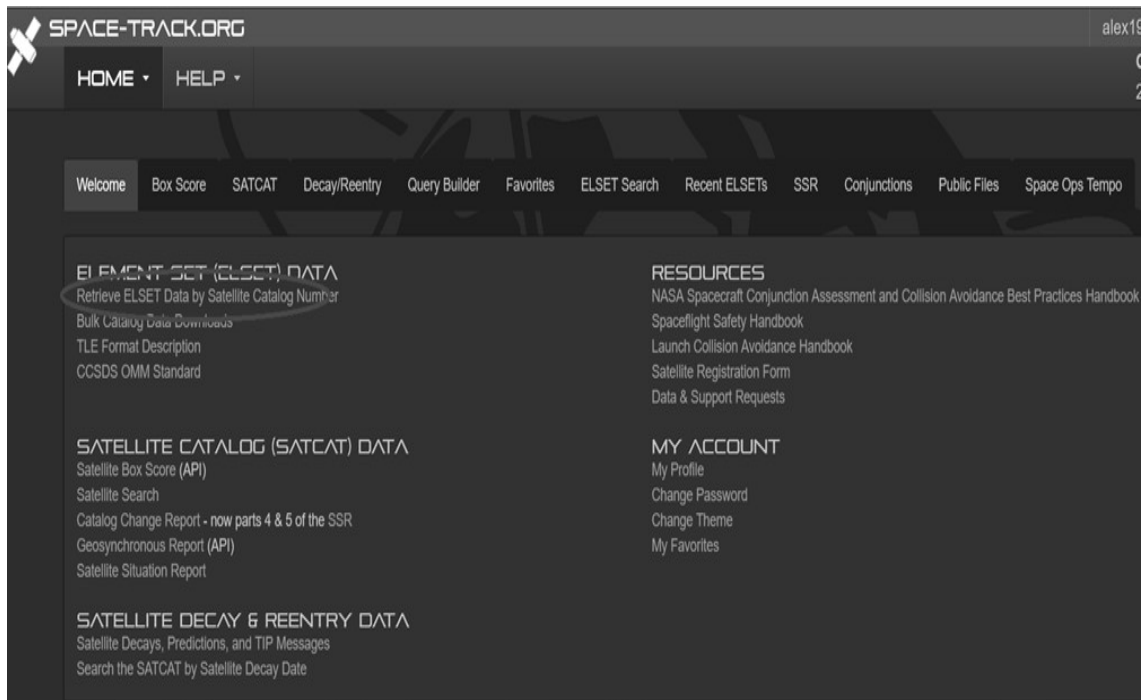 SPACE-TRACK.ORG
alex19
HOME
HELP
Welcome
Box Score
SATCAT
Decay/Reentry
Query Builder
Favorites
ELSET Search
Recent ELSETs
SSR
Conjunctions
Public Files
Space Ops Tempo
ELEMENT SET (ELSET) DATA
Retrieve ELSET Data by Satellite Catalog Number
Bulk Catalog Data Downloads
TLE Format Description
CCSDS OMM Standard
SATELLITE CATALOG (SATCAT) DATA
Satellite Box Score (API)
Satellite Search
Catalog Change Report - now parts 4 & 5 of the SSR
Geosynchronous Report (API)
Satellite Situation Report
SATELLITE DECAY & REENTRY DATA
Satellite Decays, Predictions, and TIP Messages
Search the SATCAT by Satellite Decay Date
RESOURCES
NASA Spacecraft Conjunction Assessment and Collision Avoidance Best Practices Handbook
Spaceflight Safety Handbook
Launch Collision Avoidance Handbook
Satellite Registration Form
Data & Support Requests
MY ACCOUNT
My Profile
Change Password
Change Theme
My Favorites